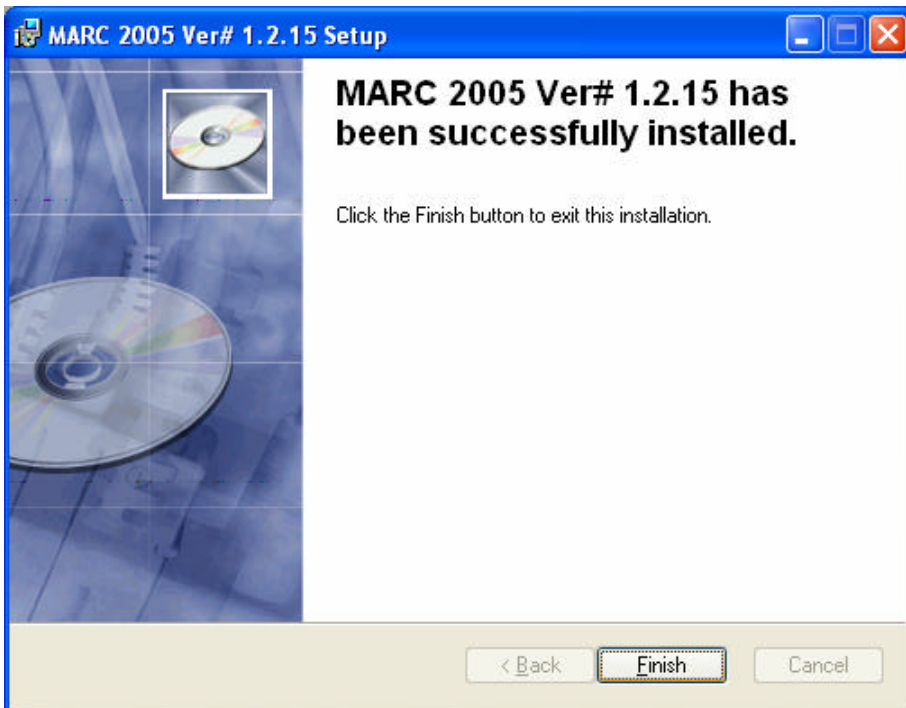 MARC 2005 Ver# 1.2.15 Setup
MARC 2005 Ver# 1.2.15 has
been successfully installed.
Click the Finish button to exit this installation.
< Back
Finish
Cancel